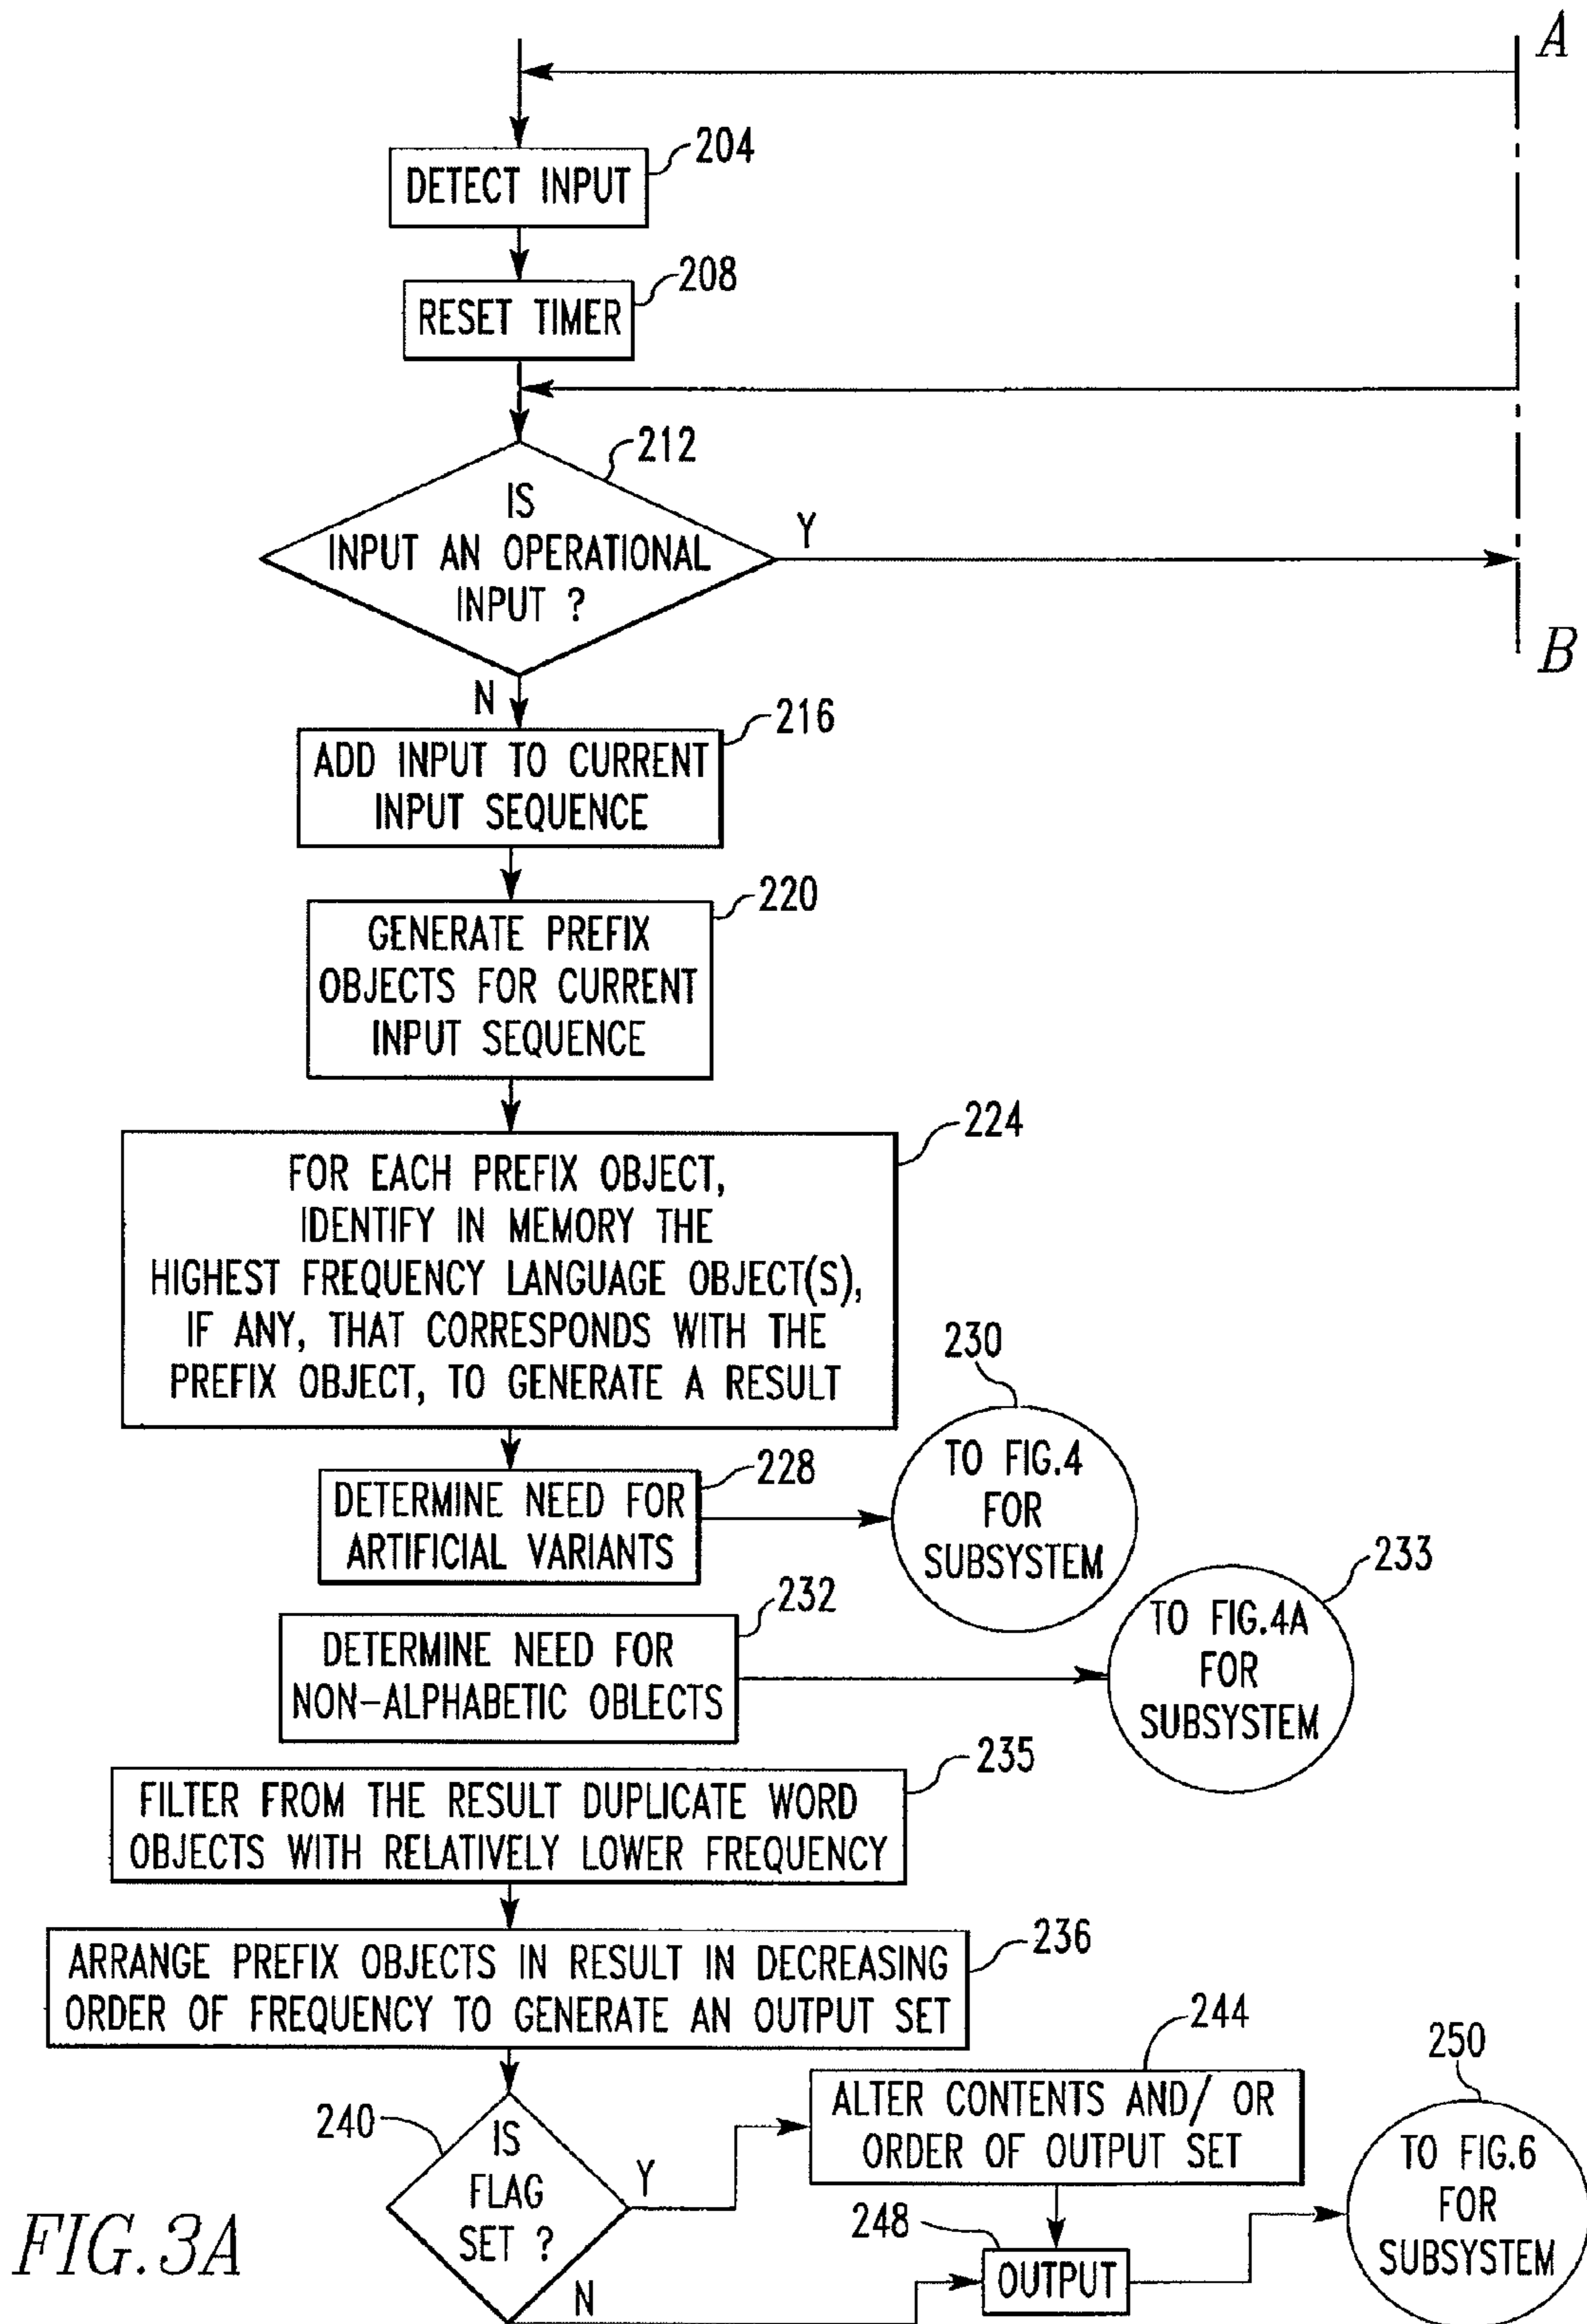 A
204
DETECT INPUT
208
RESET TIMER
212
IS
INPUT AN OPERATIONAL
INPUT ?
Y
B
N
216
ADD INPUT TO CURRENT
INPUT SEQUENCE
220
GENERATE PREFIX
OBJECTS FOR CURRENT
INPUT SEQUENCE
224
FOR EACH PREFIX OBJECT,
IDENTIFY IN MEMORY THE
HIGHEST FREQUENCY LANGUAGE OBJECT(S),
IF ANY, THAT CORRESPONDS WITH THE
PREFIX OBJECT, TO GENERATE A RESULT
228
DETERMINE NEED FOR
ARTIFICIAL VARIANTS
230
TO FIG.4
FOR
SUBSYSTEM
232
DETERMINE NEED FOR
NON-ALPHABETIC OBLECTS
233
TO FIG.4A
FOR
SUBSYSTEM
235
FILTER FROM THE RESULT DUPLICATE WORD
OBJECTS WITH RELATIVELY LOWER FREQUENCY
236
ARRANGE PREFIX OBJECTS IN RESULT IN DECREASING
ORDER OF FREQUENCY TO GENERATE AN OUTPUT SET
240
IS
FLAG
SET ?
Y
N
244
ALTER CONTENTS AND/ OR
ORDER OF OUTPUT SET
248
OUTPUT
250
TO FIG.6
FOR
SUBSYSTEM
FIG. 3A